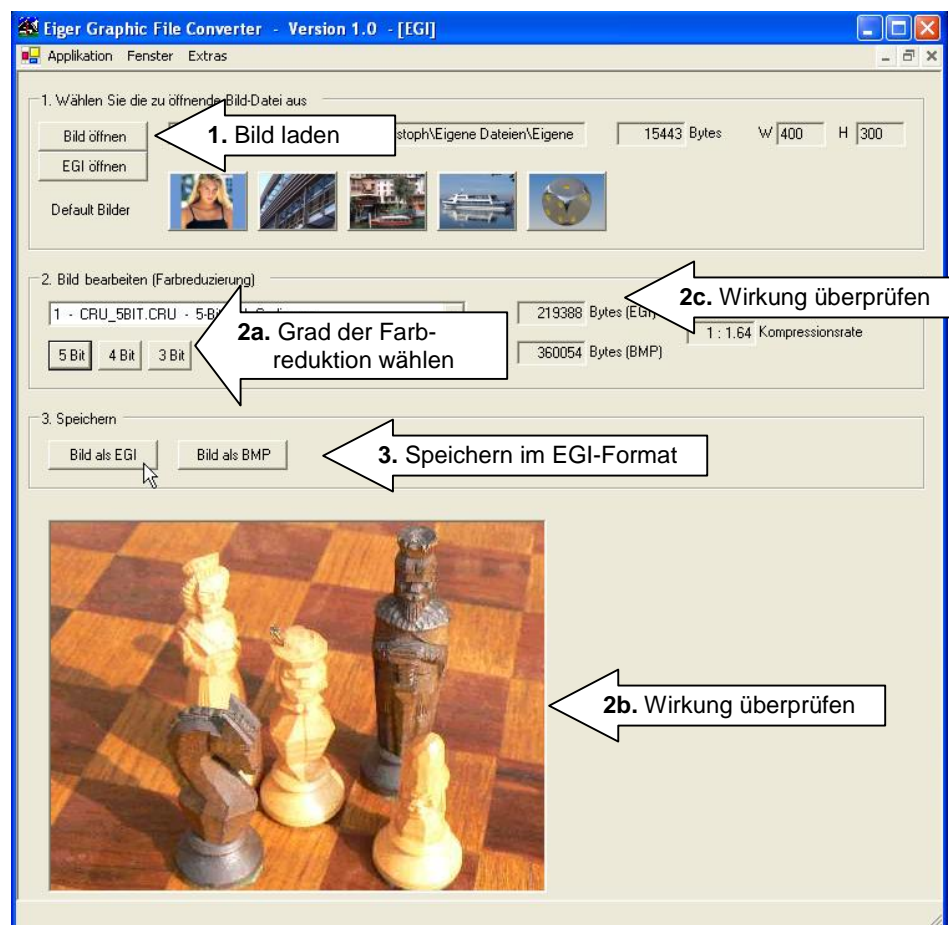 Eiger Graphic File Converter - Version 1.0 - [EGI]
Applikation Fenster Extras
1. Wählen Sie die zu öffnende Bild-Datei aus
Bild öffnen
1. Bild laden
stoph\Eigene Dateien\Eigene
15443 Bytes W 400 H 300
EGI öffnen
Default Bilder
2. Bild bearbeiten (Farbreduzierung)
1 - CRU_5BIT.CRU - 5-Bit
219388 Bytes (EGI)
2c. Wirkung überprüfen
2a. Grad der Farb-
reduktion wählen
1 : 1.64 Kompressionsrate
5 Bit 4 Bit 3 Bit
360054 Bytes (BMP)
3. Speichern
Bild als EGI Bild als BMP
3. Speichern im EGI-Format
2b. Wirkung überprüfen